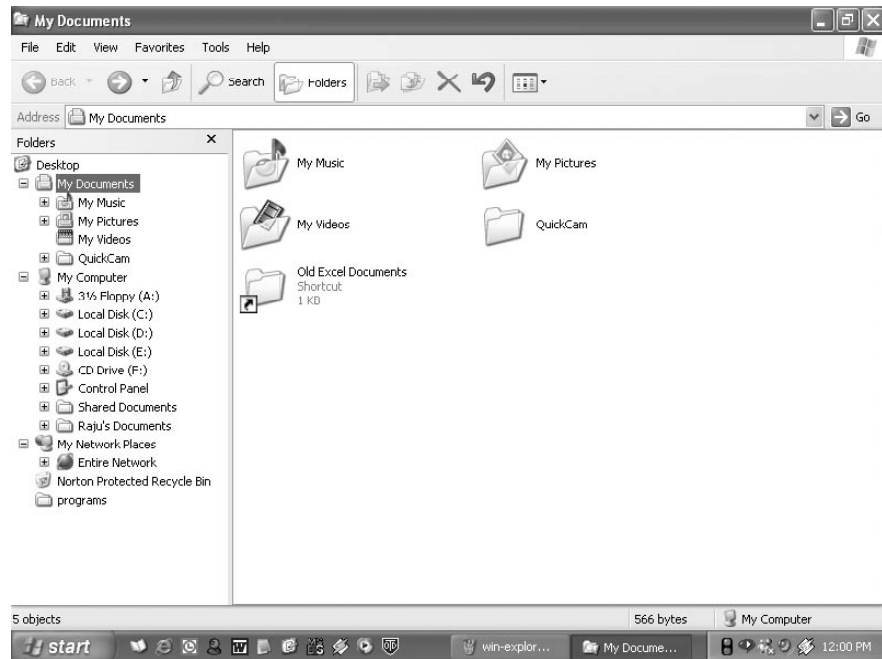 My Documents
File Edit View Favorites Tools Help
Back Search Folders
Address My Documents Go
Folders
Desktop
My Documents
My Music
My Pictures
My Videos
QuickCam
My Computer
3½ Floppy (A:)
Local Disk (C:)
Local Disk (D:)
Local Disk (E:)
CD Drive (F:)
Control Panel
Shared Documents
Raju's Documents
My Network Places
Entire Network
Norton Protected Recycle Bin
programs
My Music My Pictures
My Videos QuickCam
Old Excel Documents
Shortcut
1 KB
5 objects 566 bytes My Computer
start win-explor... My Docume... 12:00 PM